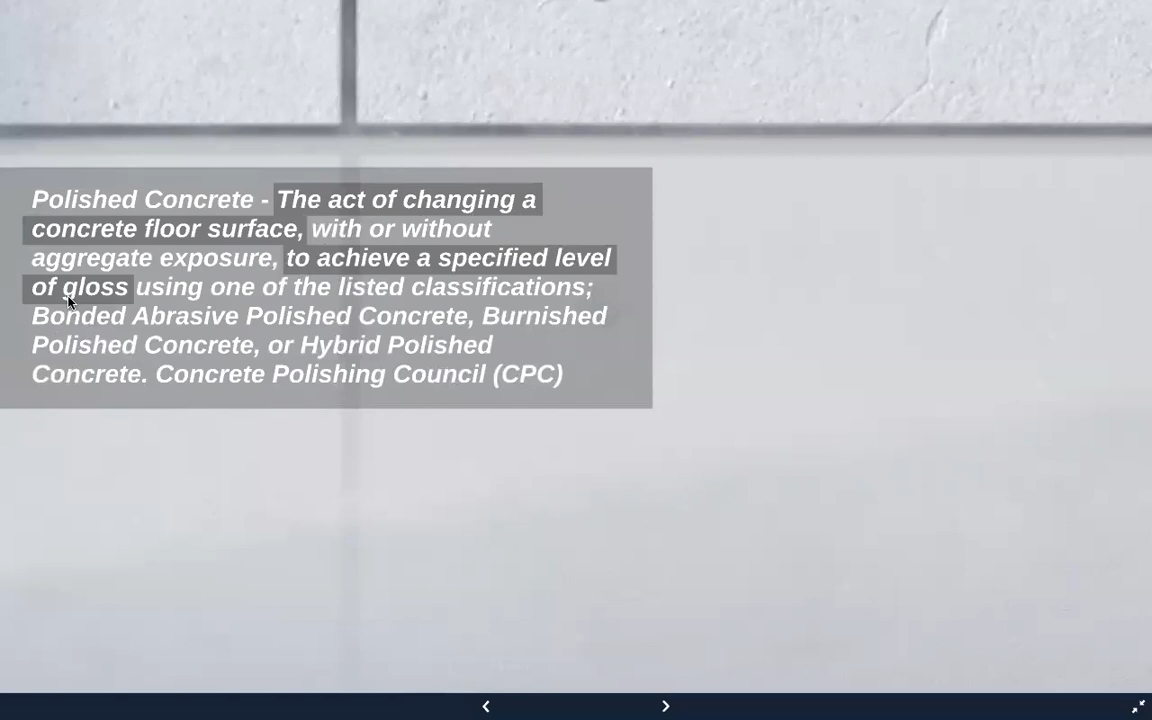 Polished Concrete - The act of changing a
concrete floor surface, with or without
aggregate exposure, to achieve a specified level
of gloss using one of the listed classifications;
Bonded Abrasive Polished Concrete, Burnished
Polished Concrete, or Hybrid Polished
Concrete. Concrete Polishing Council (CPC)